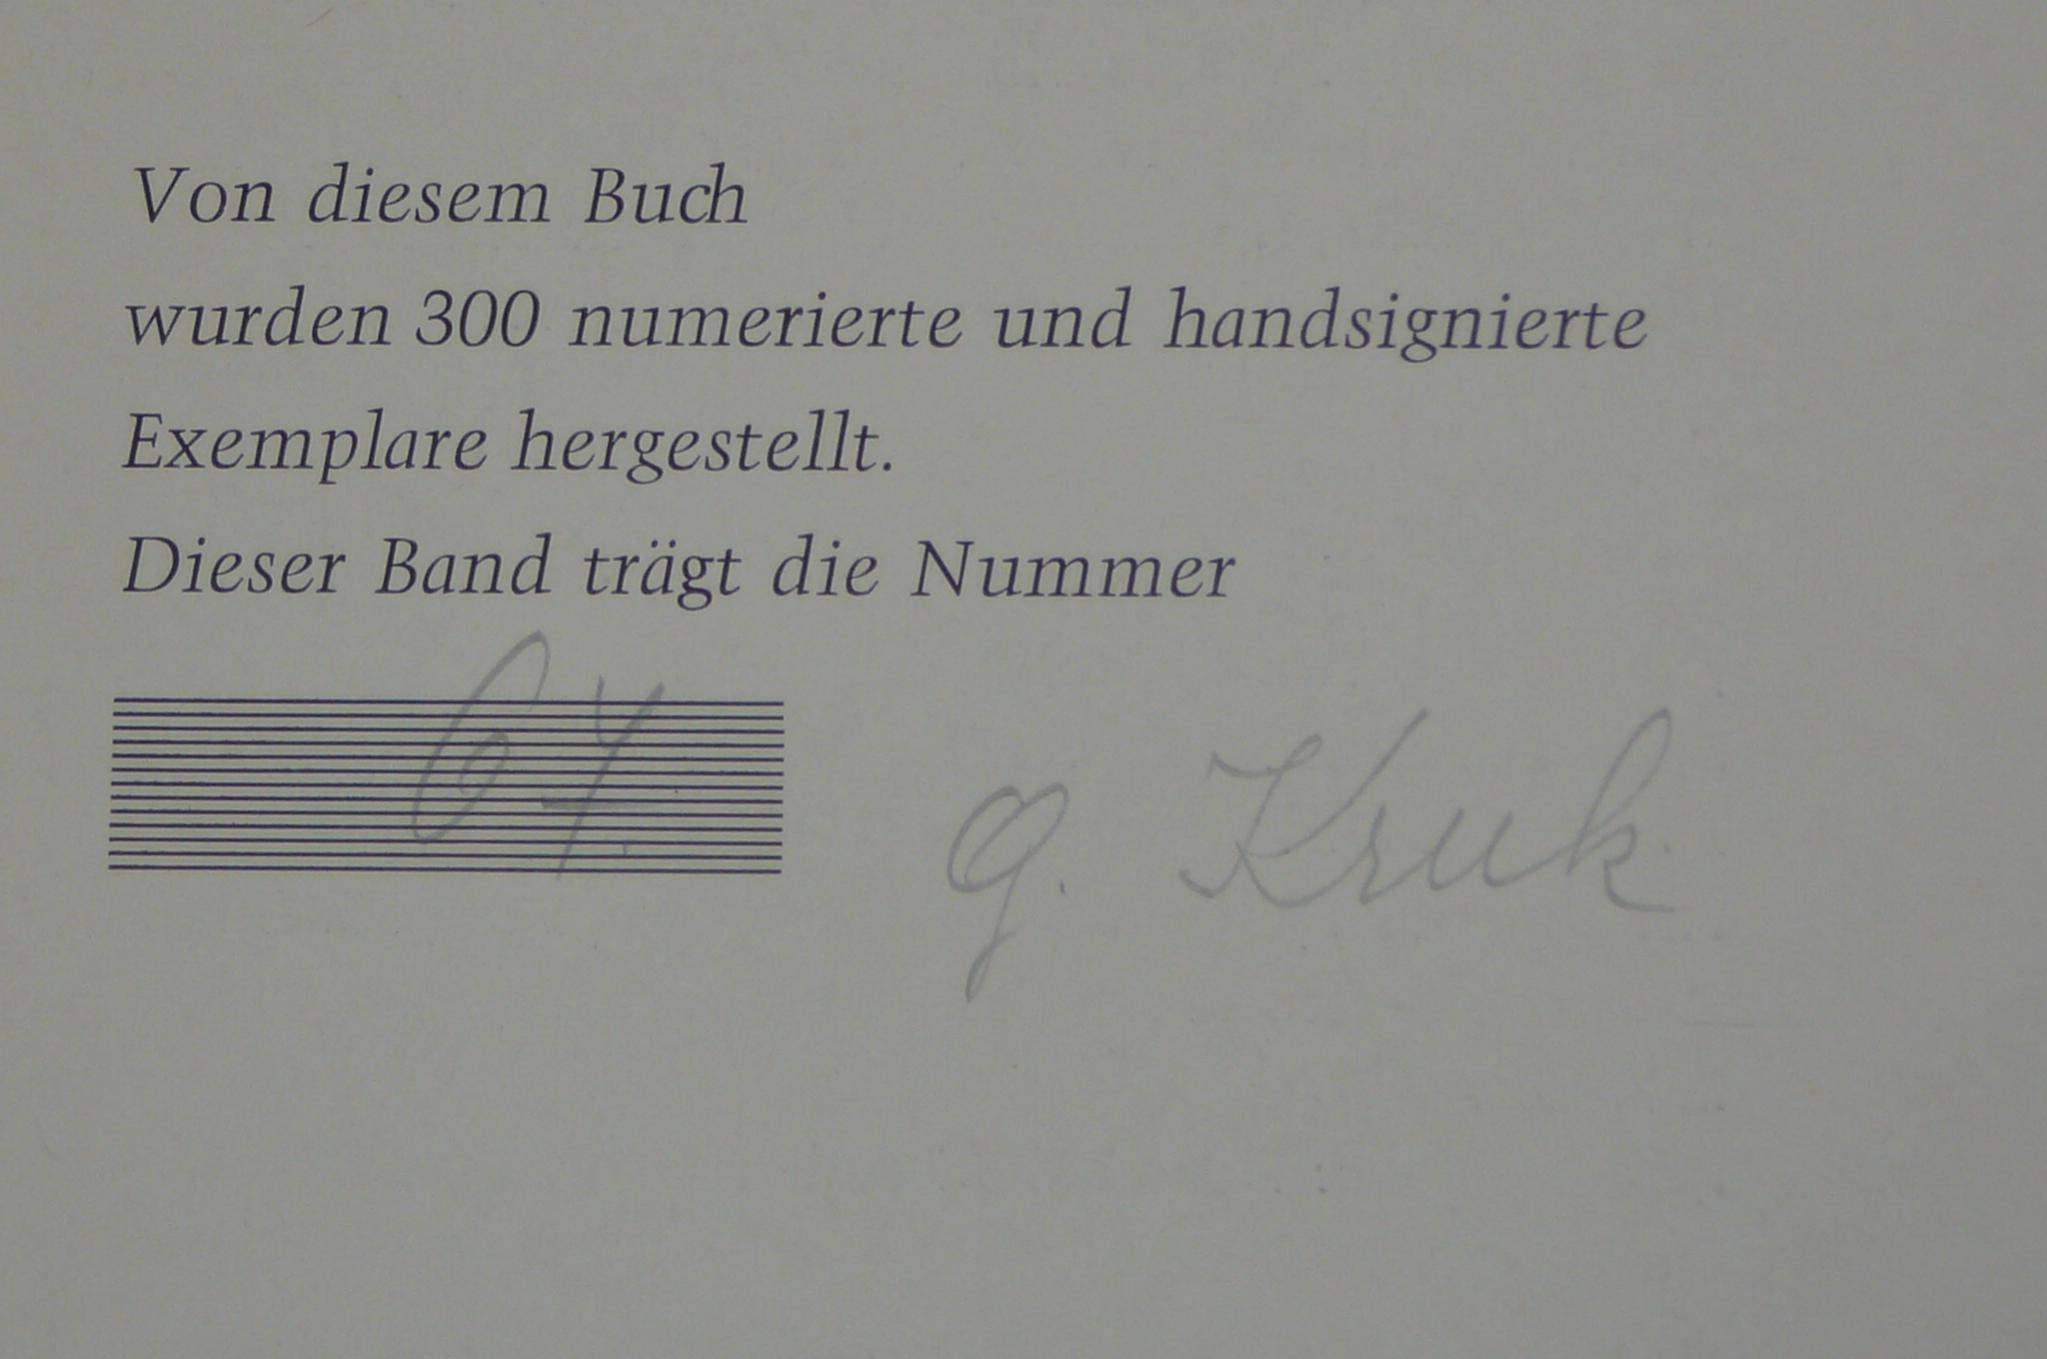 Von diesem Buch
wurden 300 numerierte und handsignierte
Exemplare hergestellt.
Dieser Band trägt die Nummer
67. G. Kruk